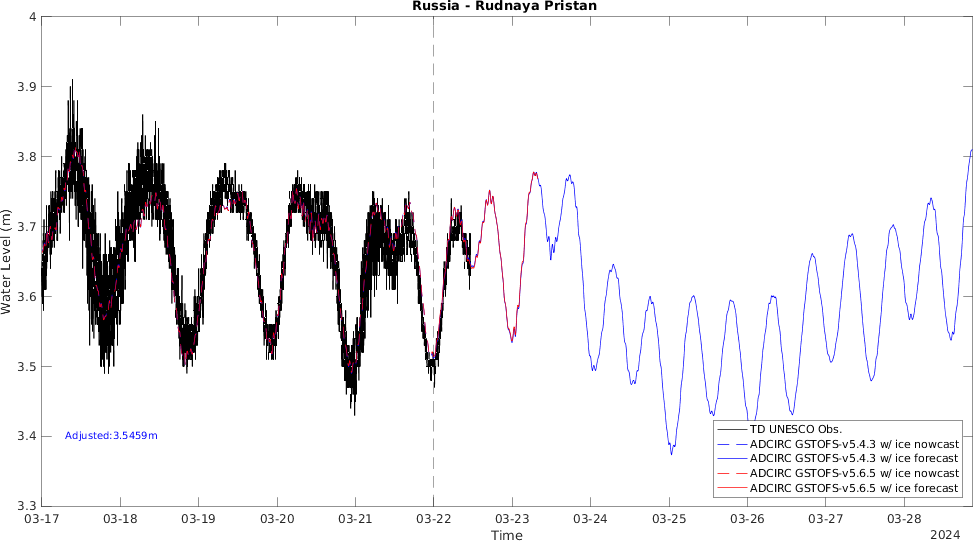 Russia - Rudnaya Pristan
4
3.9
3.8
3.7
3.6
3.5
3.4
3.3
Water Level (m)
Adjusted:3.5459m
TD UNESCO Obs.
ADCIRC GSTOFS-v5.4.3 w/ ice nowcast
ADCIRC GSTOFS-v5.4.3 w/ ice forecast
ADCIRC GSTOFS-v5.6.5 w/ ice nowcast
ADCIRC GSTOFS-v5.6.5 w/ ice forecast
03-17 03-18 03-19 03-20 03-21 03-22 03-23 03-24 03-25 03-26 03-27 03-28
Time
2024